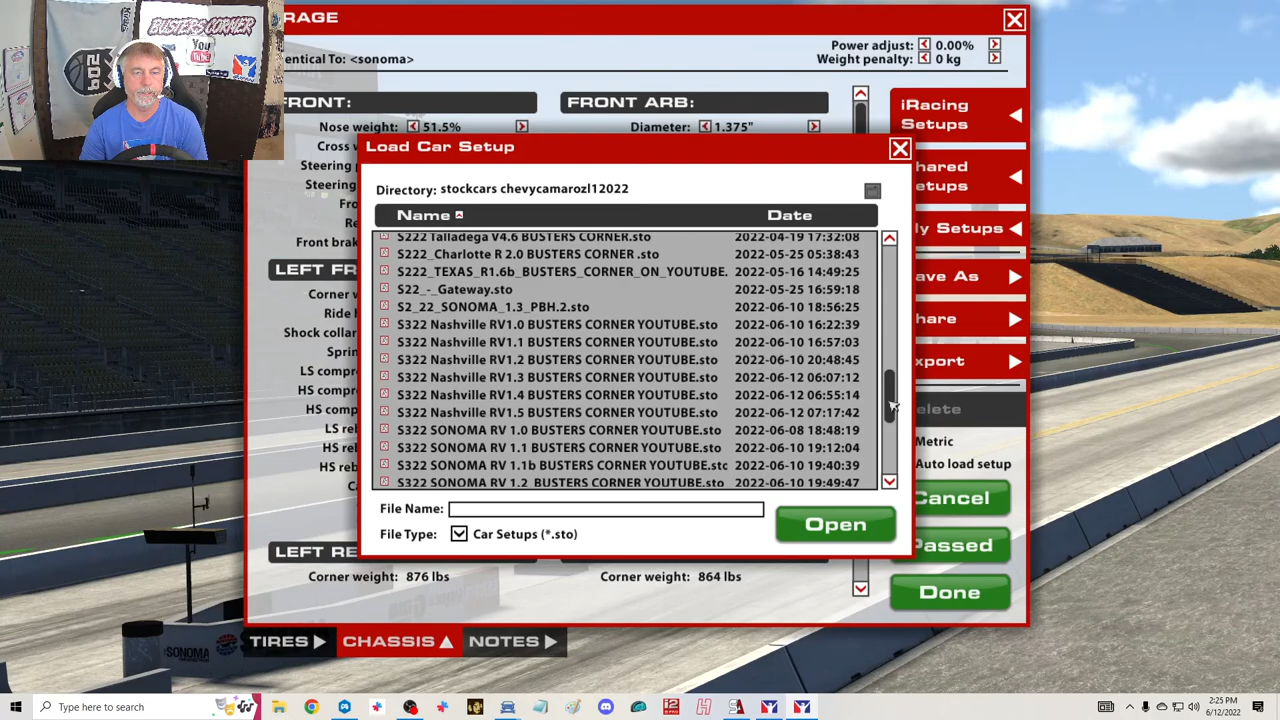 BUSTERS CORNER
You
Tube
209
RAGE
entical To: <sonoma>
Power adjust: 0.00%
Weight penalty: 0 kg
FRONT:
FRONT ARB:
Nose weight: 51.5%
Diameter: 1.375"
Cross w
Steering p
Steering
Fro
Re
Front brak
LEFT FR
Corner w
Ride h
Shock collar
Sprin
LS compr
HS compr
HS comp
LS reb
HS reb
HS reb
Ca
Load Car Setup
Directory: stockcars chevycamarozl12022
Name Date
S222 Talladega V4.6 BUSTERS CORNER.sto 2022-04-19 17:32:08
S222_Charlotte R 2.0 BUSTERS CORNER .sto 2022-05-25 05:38:43
S222_TEXAS_R1.6b_BUSTERS_CORNER_ON_YOUTUBE. 2022-05-16 14:49:25
S22_-_Gateway.sto 2022-05-25 16:59:18
S2_22_SONOMA_1.3_PBH.2.sto 2022-06-10 18:56:25
S322 Nashville RV1.0 BUSTERS CORNER YOUTUBE.sto 2022-06-10 16:22:39
S322 Nashville RV1.1 BUSTERS CORNER YOUTUBE.sto 2022-06-10 16:57:03
S322 Nashville RV1.2 BUSTERS CORNER YOUTUBE.sto 2022-06-10 20:48:45
S322 Nashville RV1.3 BUSTERS CORNER YOUTUBE.sto 2022-06-12 06:07:12
S322 Nashville RV1.4 BUSTERS CORNER YOUTUBE.sto 2022-06-12 06:55:14
S322 Nashville RV1.5 BUSTERS CORNER YOUTUBE.sto 2022-06-12 07:17:42
S322 SONOMA RV 1.0 BUSTERS CORNER YOUTUBE.sto 2022-06-08 18:48:19
S322 SONOMA RV 1.1 BUSTERS CORNER YOUTUBE.sto 2022-06-10 19:12:04
S322 SONOMA RV 1.1b BUSTERS CORNER YOUTUBE.stc 2022-06-10 19:40:39
S322 SONOMA RV 1.2 BUSTERS CORNER YOUTUBE.sto 2022-06-10 19:49:47
File Name:
File Type: Car Setups (*.sto)
Open
iRacing
Setups
hared
etups
ly Setups
ave As
hare
xport
elete
Metric
Auto load setup
Cancel
Passed
Done
LEFT RE
Corner weight: 876 lbs
Corner weight: 864 lbs
TIRES CHASSIS NOTES
SONOMA
Type here to search
2:25 PM
6/12/2022